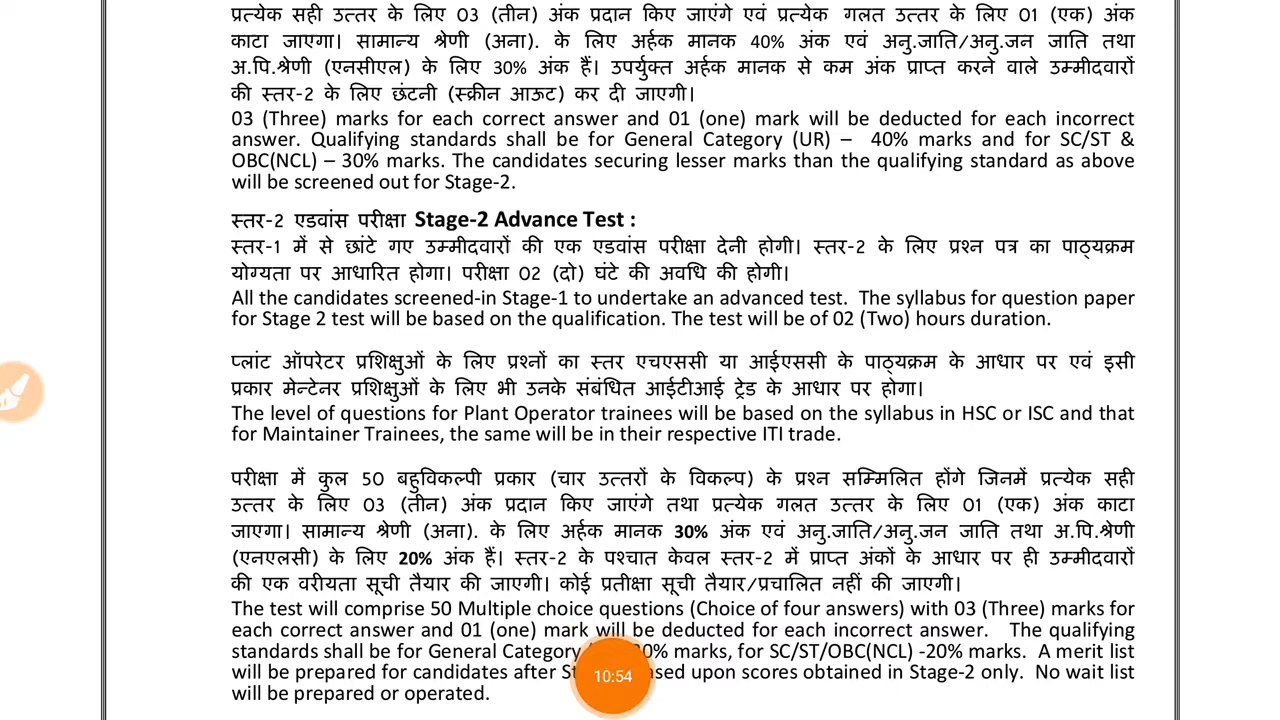 प्रत्येक सही उत्तर के लिए 03 (तीन) अंक प्रदान किए जाएंगे एवं प्रत्येक गलत उत्तर के लिए 01 (एक) अंक
काटा जाएगा। सामान्य श्रेणी (अना). के लिए अर्हक मानक 40% अंक एवं अनु.जाति/अनु.जन जाति तथा
अ.पि.श्रेणी (एनसीएल) के लिए 30% अंक हैं। उपर्युक्त अर्हक मानक से कम अंक प्राप्त करने वाले उम्मीदवारों
की स्तर-2 के लिए छंटनी (स्क्रीन आऊट) कर दी जाएगी।
03 (Three) marks for each correct answer and 01 (one) mark will be deducted for each incorrect
answer. Qualifying standards shall be for General Category (UR) – 40% marks and for SC/ST &
OBC(NCL) – 30% marks. The candidates securing lesser marks than the qualifying standard as above
will be screened out for Stage-2.
स्तर-2 एडवांस परीक्षा Stage-2 Advance Test :
स्तर-1 में से छांटे गए उम्मीदवारों की एक एडवांस परीक्षा देनी होगी। स्तर-2 के लिए प्रश्न पत्र का पाठ्यक्रम
योग्यता पर आधारित होगा। परीक्षा 02 (दो) घंटे की अवधि की होगी।
All the candidates screened-in Stage-1 to undertake an advanced test. The syllabus for question paper
for Stage 2 test will be based on the qualification. The test will be of 02 (Two) hours duration.
प्लांट ऑपरेटर प्रशिक्षुओं के लिए प्रश्नों का स्तर एचएससी या आईएससी के पाठ्यक्रम के आधार पर एवं इसी
प्रकार मेन्टेनर प्रशिक्षुओं के लिए भी उनके संबंधित आईटीआई ट्रेड के आधार पर होगा।
The level of questions for Plant Operator trainees will be based on the syllabus in HSC or ISC and that
for Maintainer Trainees, the same will be in their respective ITI trade.
परीक्षा में कुल 50 बहुविकल्पी प्रकार (चार उत्तरों के विकल्प) के प्रश्न सम्मिलित होंगे जिनमें प्रत्येक सही
उत्तर के लिए 03 (तीन) अंक प्रदान किए जाएंगे तथा प्रत्येक गलत उत्तर के लिए 01 (एक) अंक काटा
जाएगा। सामान्य श्रेणी (अना). के लिए अर्हक मानक 30% अंक एवं अनु.जाति/अनु.जन जाति तथा अ.पि.श्रेणी
(एनएलसी) के लिए 20% अंक हैं। स्तर-2 के पश्चात केवल स्तर-2 में प्राप्त अंकों के आधार पर ही उम्मीदवारों
की एक वरीयता सूची तैयार की जाएगी। कोई प्रतीक्षा सूची तैयार/प्रचालित नहीं की जाएगी।
The test will comprise 50 Multiple choice questions (Choice of four answers) with 03 (Three) marks for
each correct answer and 01 (one) mark will be deducted for each incorrect answer. The qualifying
standards shall be for General Category 0% marks, for SC/ST/OBC(NCL) -20% marks. A merit list
will be prepared for candidates after based upon scores obtained in Stage-2 only. No wait list
10:54
will be prepared or operated.